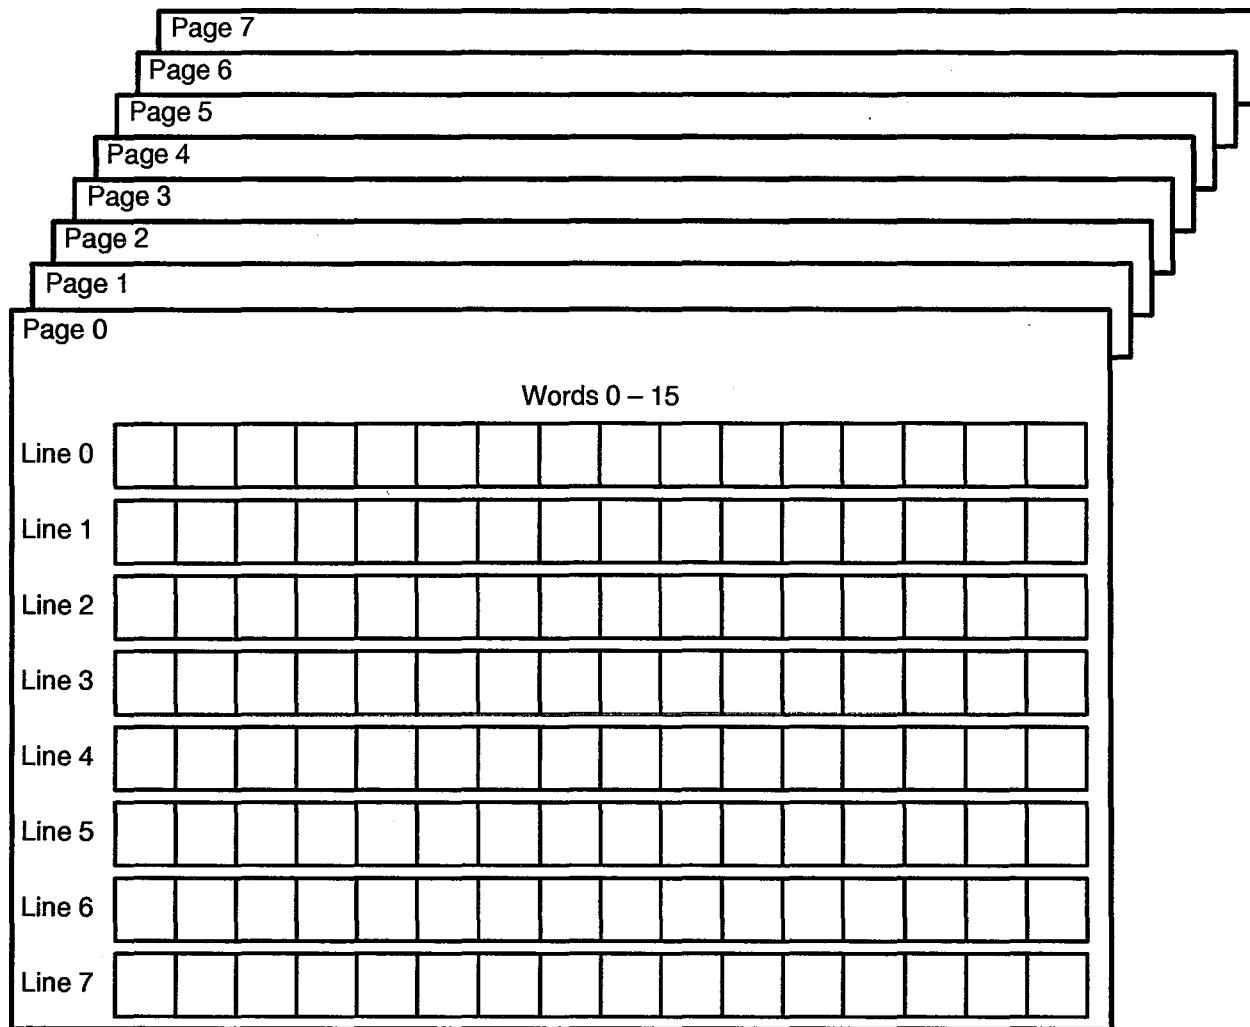 Page 7
Page 6
Page 5
Page 4
Page 3
Page 2
Page 1
Page 0
Words 0 – 15
Line 0
Line 1
Line 2
Line 3
Line 4
Line 5
Line 6
Line 7